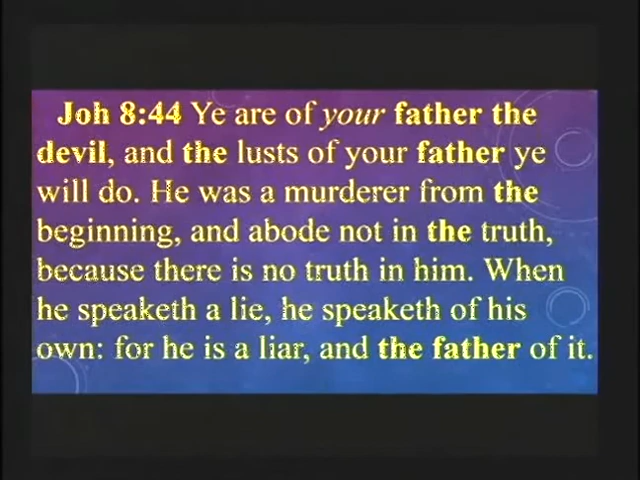 Joh 8:44 Ye are of your father the
devil, and the lusts of your father ye
will do. He was a murderer from the
beginning, and abode not in the truth,
because there is no truth in him. When
he speaketh a lie, he speaketh of his
own: for he is a liar, and the father of it.